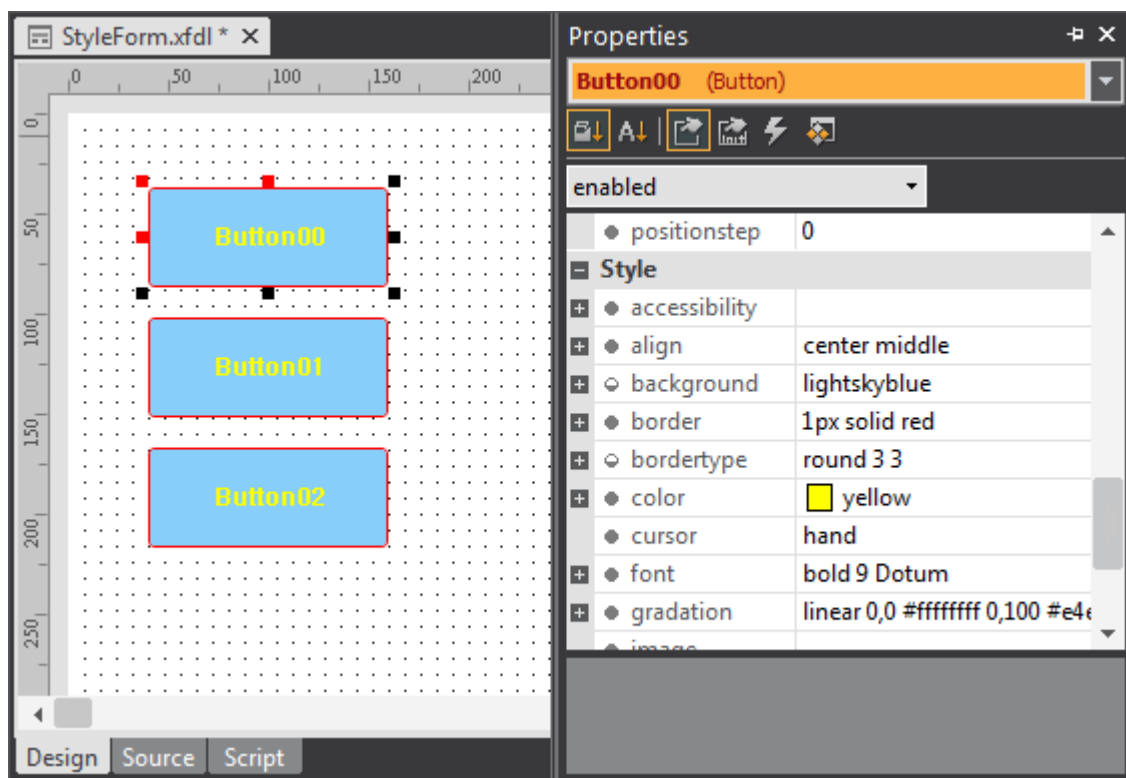 StyleForm.xfdl *
0 50 100 150 200
0
50
100
150
200
250
Button00
Button01
Button02
Design Source Script
Properties
Button00 (Button)
enabled
positionstep 0
Style
accessibility
align center middle
background lightskyblue
border 1px solid red
bordertype round 3 3
color yellow
cursor hand
font bold 9 Dotum
gradation linear 0,0 #ffffffff 0,100 #e4e
image